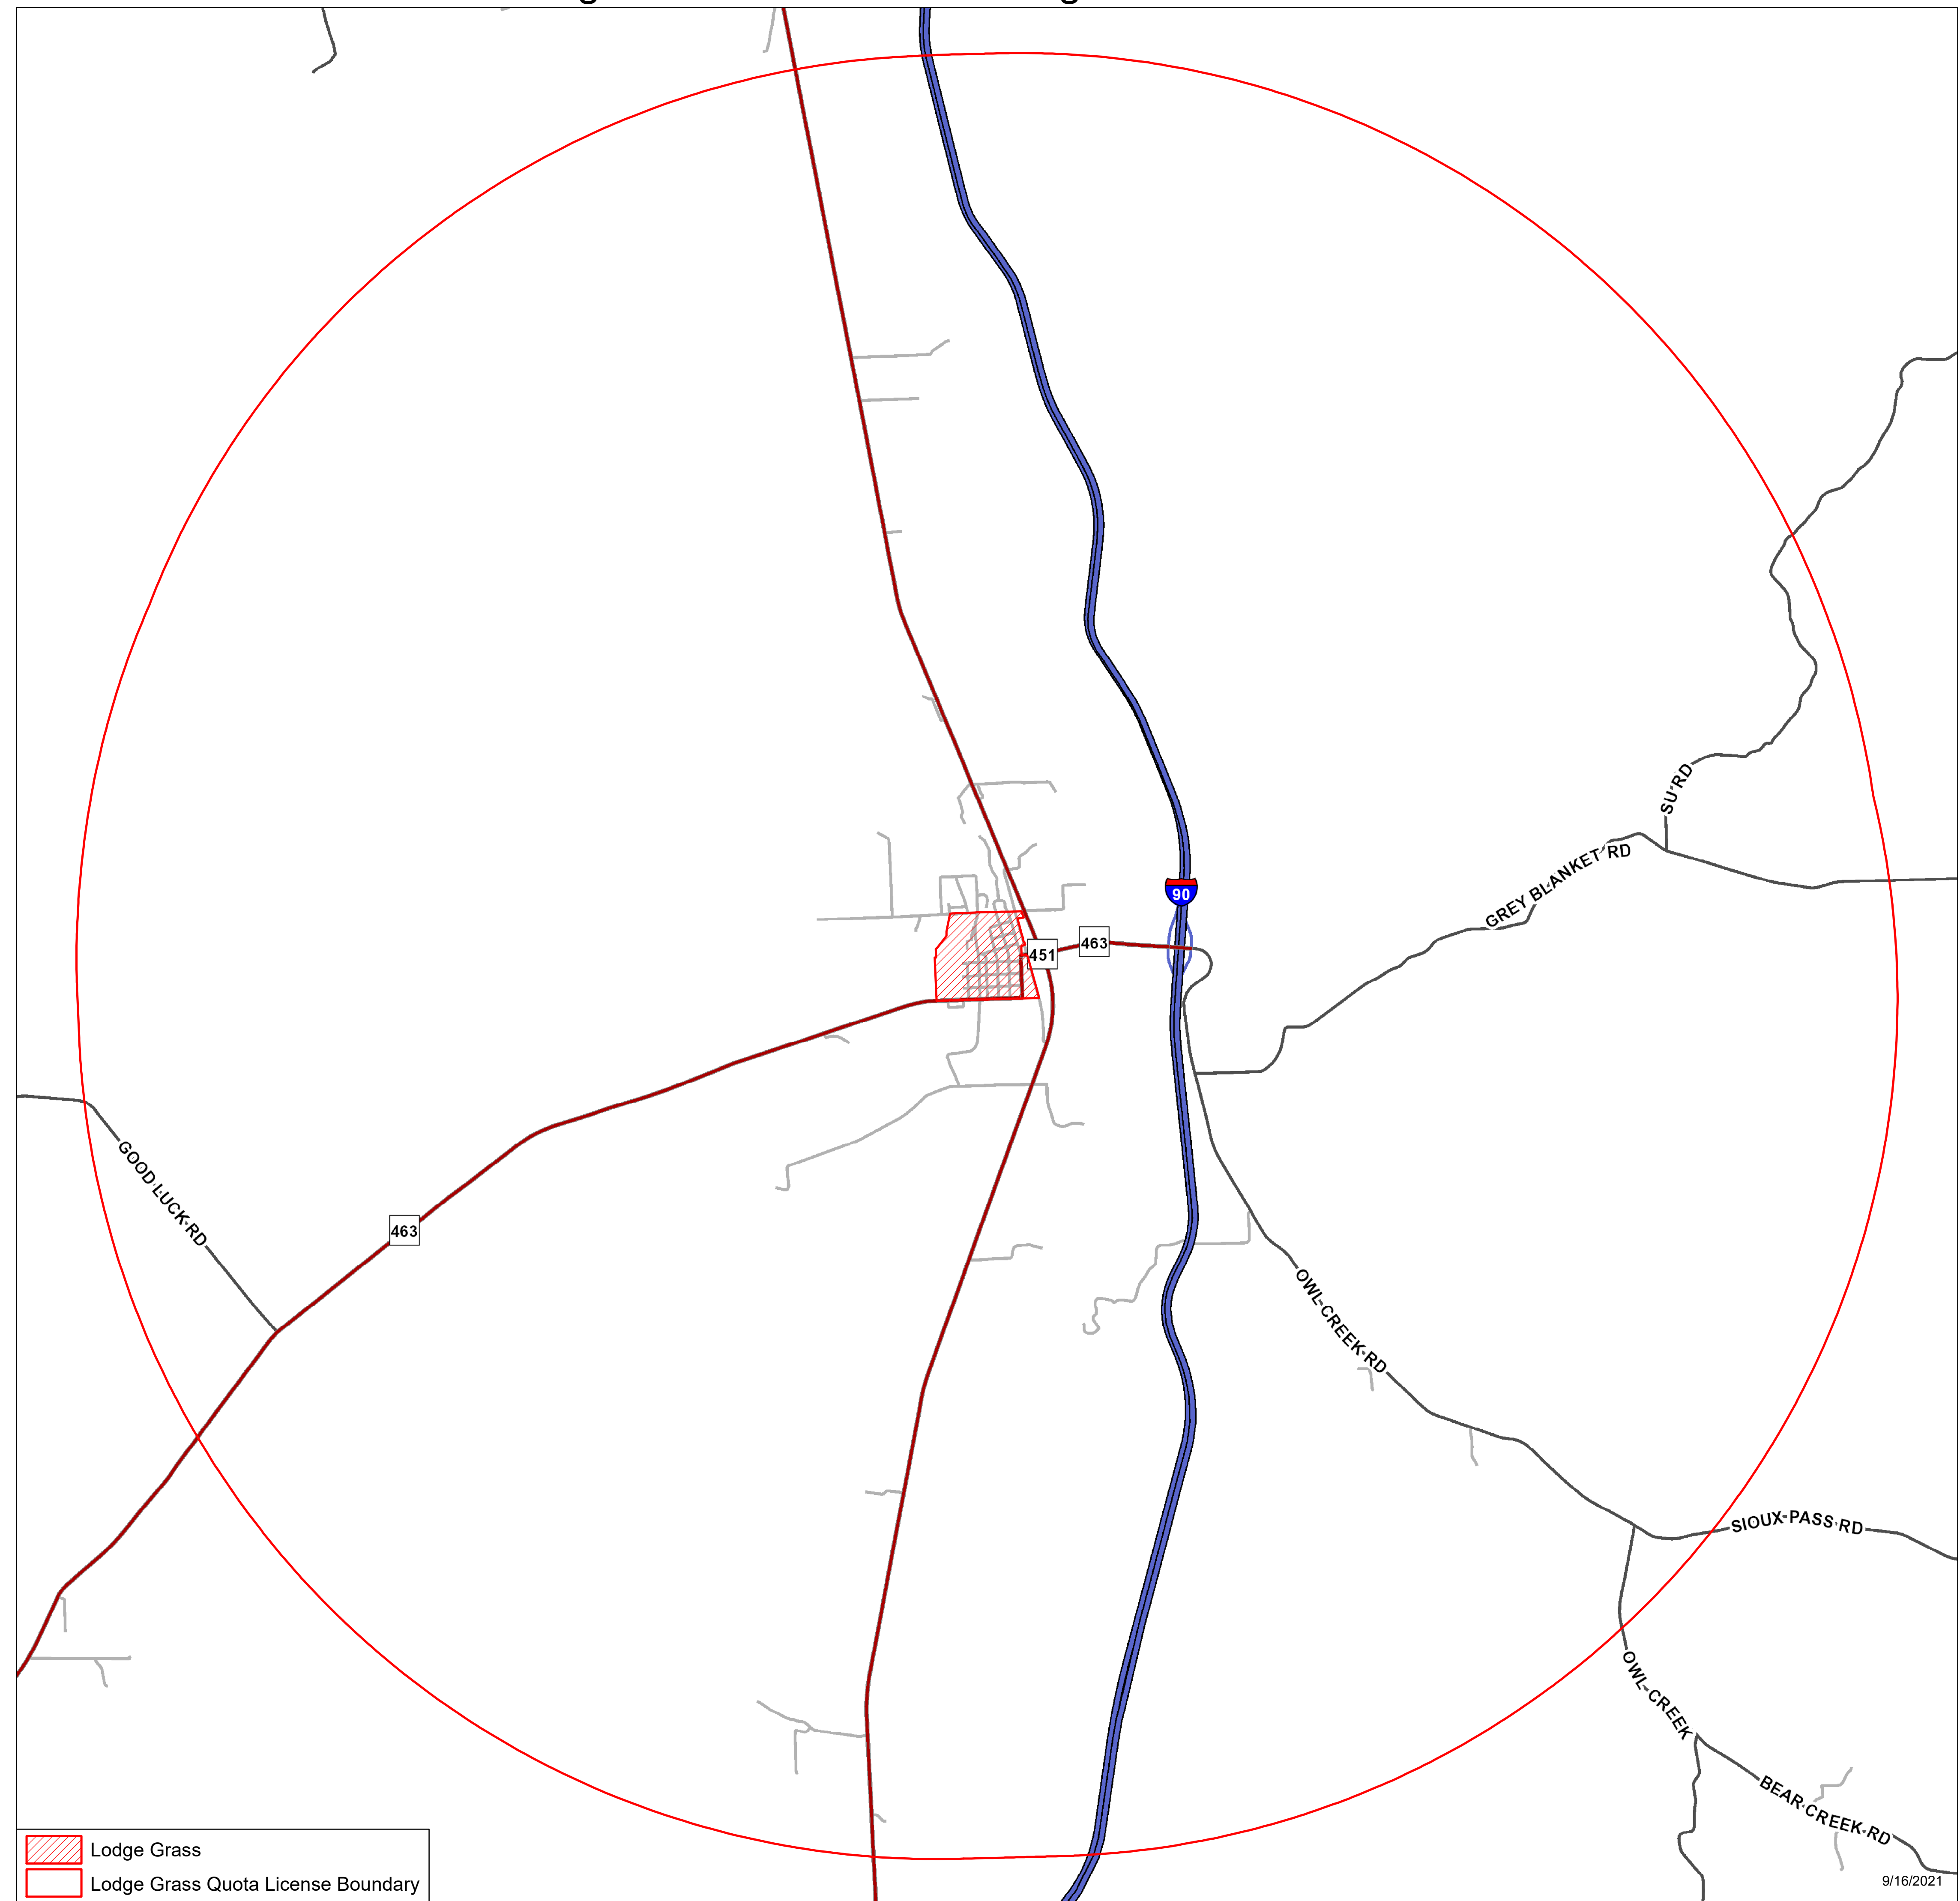 SU RD
GREY BLANKET RD
90
451
463
GOOD LUCK RD
463
OWL CREEK RD
SIOUX PASS RD
OWL CREEK
BEAR CREEK RD
Lodge Grass
Lodge Grass Quota License Boundary
9/16/2021